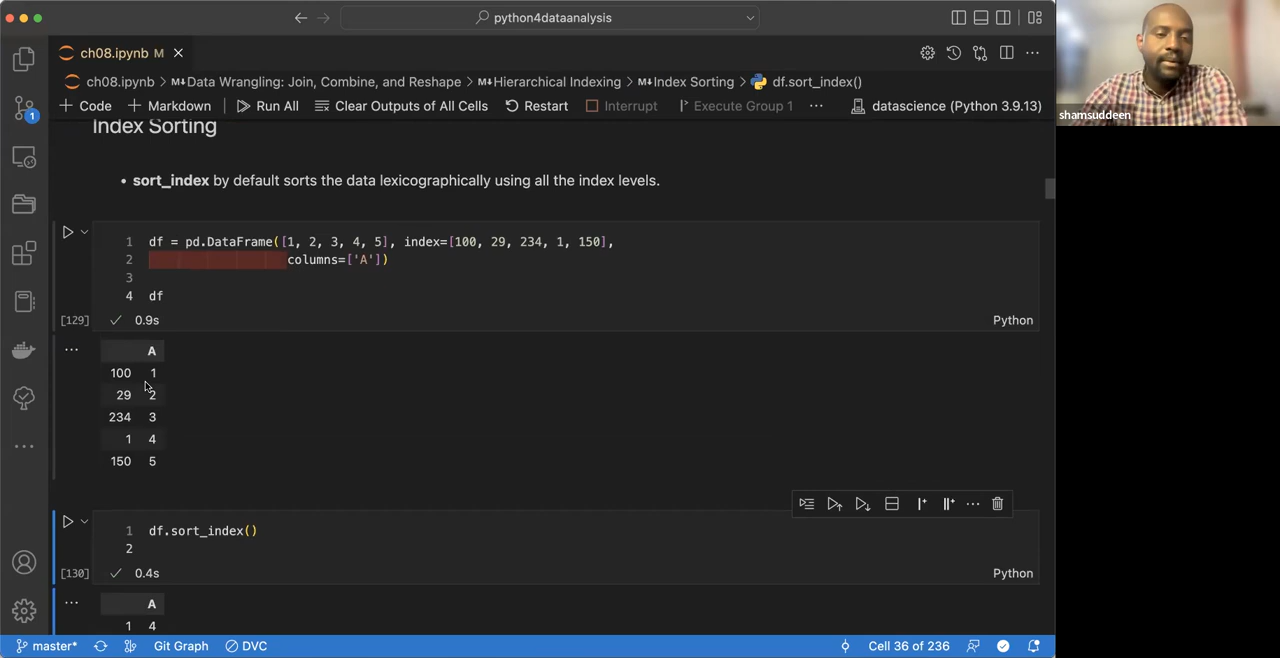 python4dataanalysis
ch08.ipynb M
ch08.ipynb > M↓Data Wrangling: Join, Combine, and Reshape > M↓Hierarchical Indexing > M↓Index Sorting > df.sort_index()
+ Code + Markdown Run All Clear Outputs of All Cells Restart Interrupt Execute Group 1 ... datascience (Python 3.9.13)
Index Sorting
• sort_index by default sorts the data lexicographically using all the index levels.
1 df = pd.DataFrame([1, 2, 3, 4, 5], index=[100, 29, 234, 1, 150],
2 columns=['A'])
3
4 df
[129] 0.9s Python
A
100 1
29 2
234 3
1 4
150 5
1 df.sort_index()
2
[130] 0.4s Python
A
1 4
master* Git Graph DVC Cell 36 of 236
1
shamsuddeen